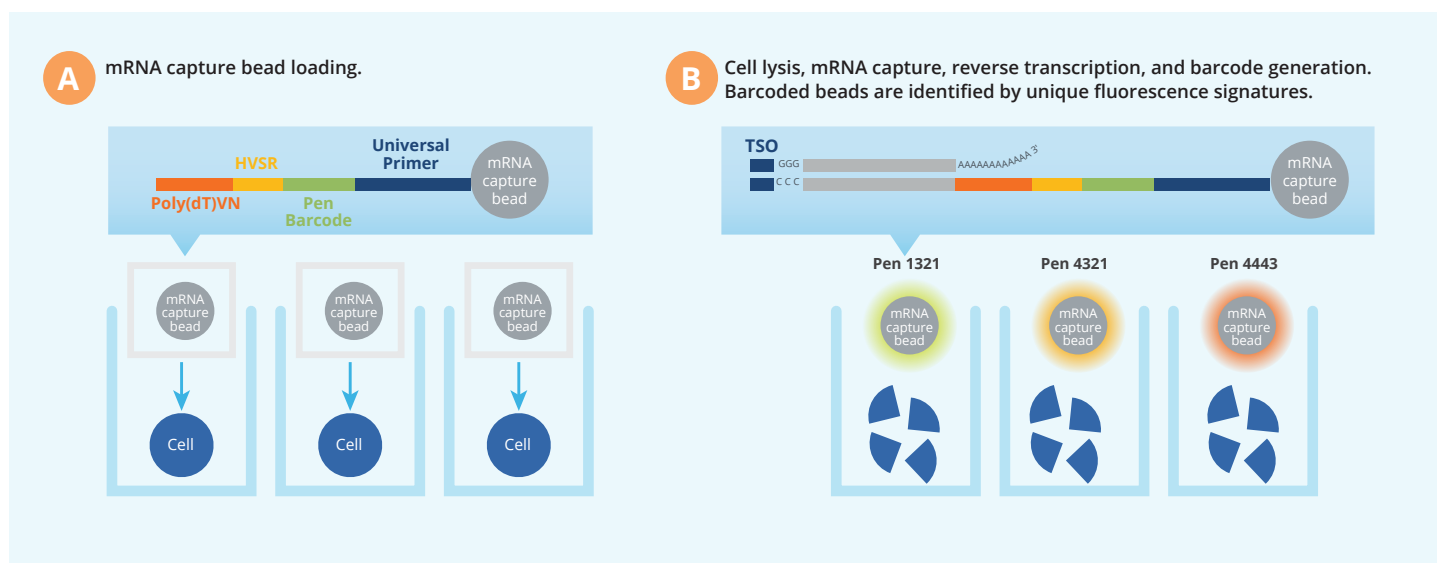 A
mRNA capture bead loading.
Universal
Primer
HVSR
Poly(dT)VN
Pen
Barcode
mRNA
capture
bead
mRNA
capture
bead
mRNA
capture
bead
mRNA
capture
bead
Cell
Cell
Cell
B
Cell lysis, mRNA capture, reverse transcription, and barcode generation.
Barcoded beads are identified by unique fluorescence signatures.
TSO
GGG
AAAAAAAAAAAA 3'
C C C
mRNA
capture
bead
Pen 1321
Pen 4321
Pen 4443
mRNA
capture
bead
mRNA
capture
bead
mRNA
capture
bead